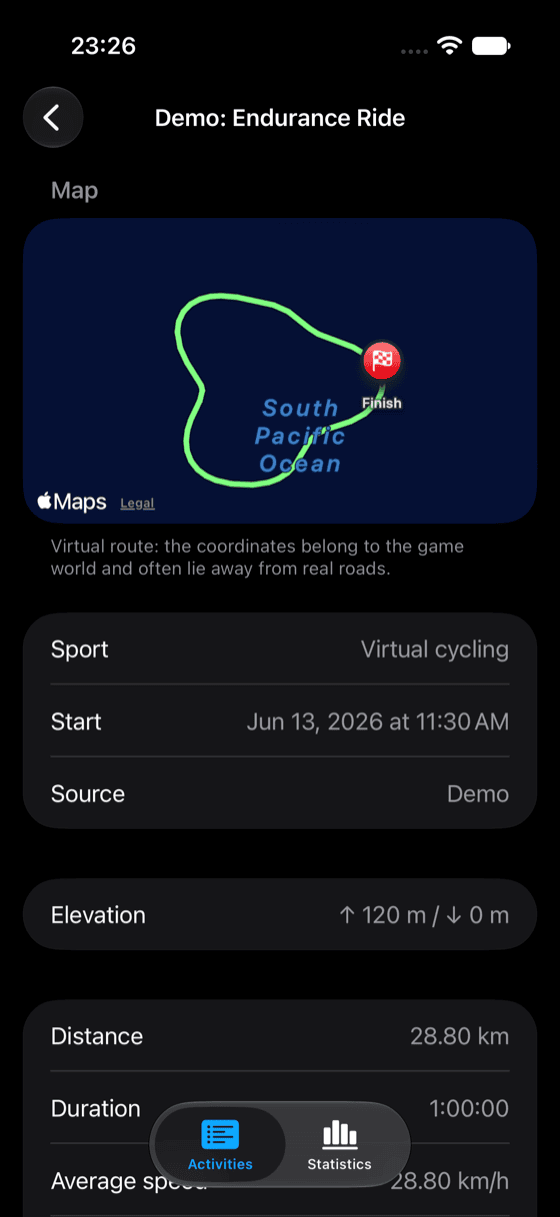 23:26
Demo: Endurance Ride
Map
Finish
South
Pacific
Ocean
Maps Legal
Virtual route: the coordinates belong to the game
world and often lie away from real roads.
Sport Virtual cycling
Start Jun 13, 2026 at 11:30 AM
Source Demo
Elevation ↑ 120 m / ↓ 0 m
Distance 28.80 km
Duration 1:00:00
Activities Statistics
Average speed 28.80 km/h